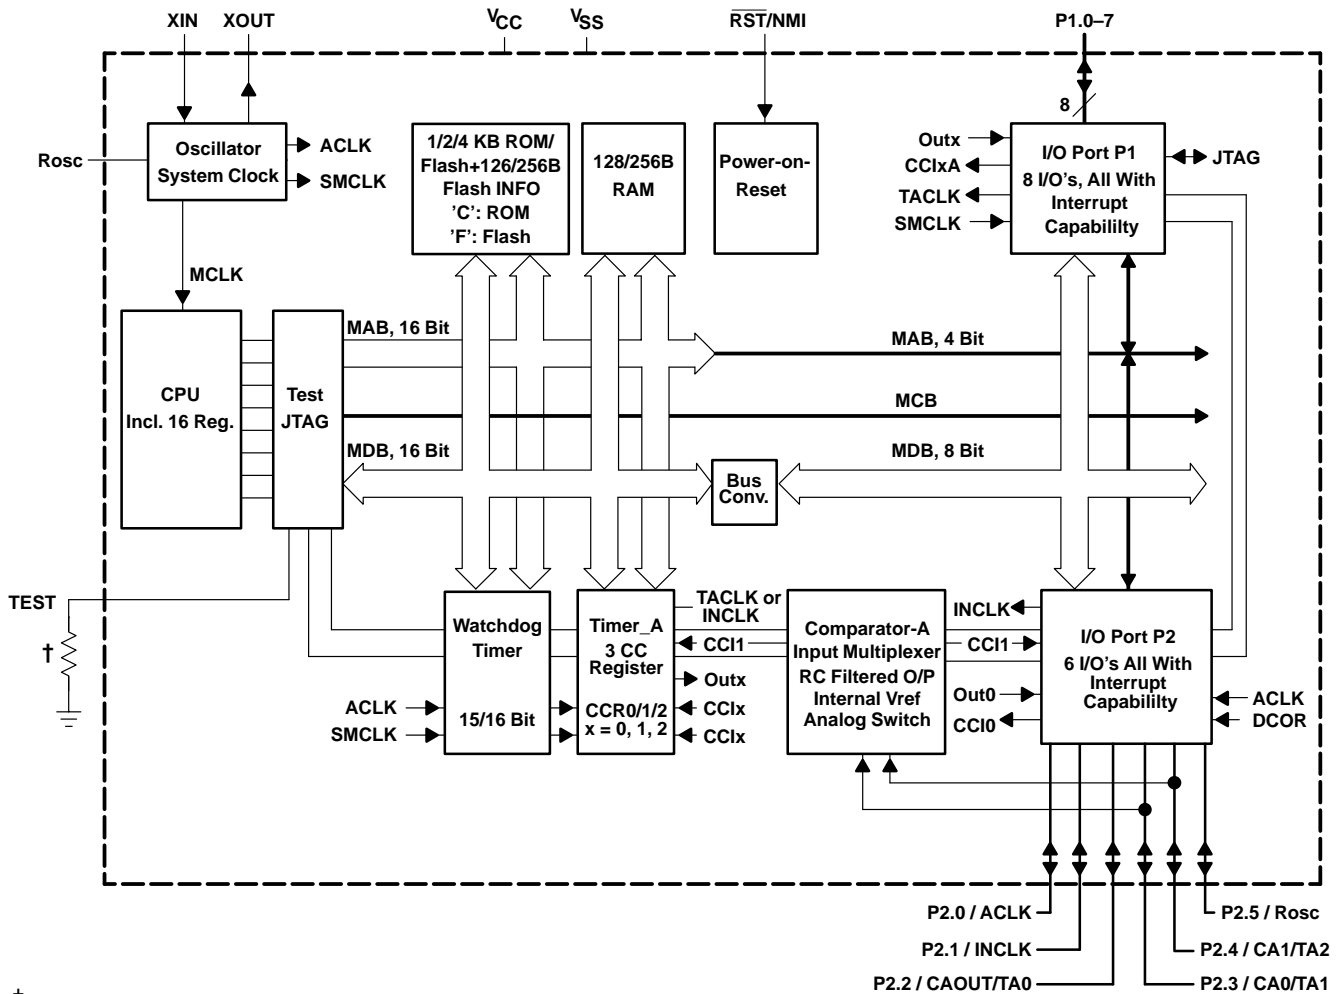 XIN XOUT VCC VSS RST/NMI P1.0–7
8
Rosc
Oscillator
System Clock
ACLK
SMCLK
1/2/4 KB ROM/
Flash+126/256B
Flash INFO
’C’: ROM
’F’: Flash
128/256B
RAM
Power-on-
Reset
Outx
CCIxA
TACLK
SMCLK
I/O Port P1
8 I/O's, All With
Interrupt
Capabililty
JTAG
MCLK
CPU
Incl. 16 Reg.
Test
JTAG
MAB, 16 Bit
MAB, 4 Bit
MCB
MDB, 16 Bit
MDB, 8 Bit
Bus
Conv.
TEST
†
ACLK
SMCLK
Watchdog
Timer
15/16 Bit
Timer_A
3 CC
Register
CCR0/1/2
x = 0, 1, 2
TACLK or
INCLK
CCI1
Outx
CCIx
CCIx
Comparator-A
Input Multiplexer
RC Filtered O/P
Internal Vref
Analog Switch
INCLK
CCI1
Out0
CCI0
I/O Port P2
6 I/O's All With
Interrupt
Capabililty
ACLK
DCOR
P2.0 / ACLK
P2.1 / INCLK
P2.2 / CAOUT/TA0
P2.5 / Rosc
P2.4 / CA1/TA2
P2.3 / CA0/TA1
†